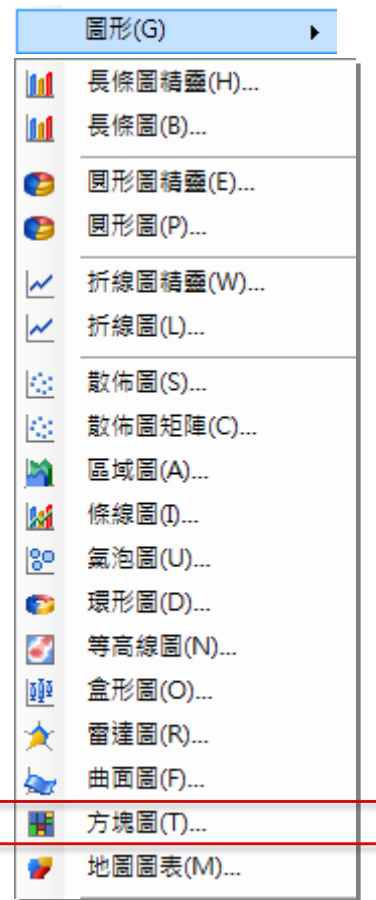 圖形(G)
長條圖精靈(H)...
長條圖(B)...
圓形圖精靈(E)...
圓形圖(P)...
折線圖精靈(W)...
折線圖(L)...
散佈圖(S)...
散佈圖矩陣(C)...
區域圖(A)...
條線圖(I)...
氣泡圖(U)...
環形圖(D)...
等高線圖(N)...
盒形圖(O)...
雷達圖(R)...
曲面圖(F)...
方塊圖(T)...
地圖圖表(M)...